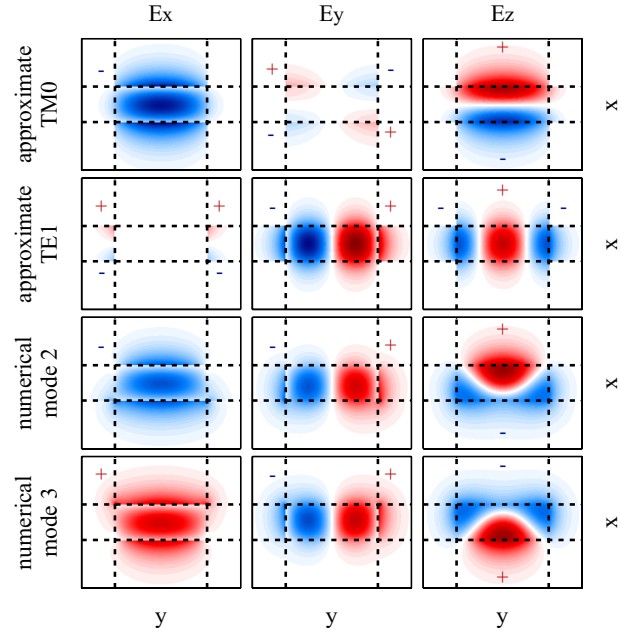 Ex Ey Ez
approximate
TM0
- + - +
- + -
x
approximate
TE1
+ + - + -
- -
x
numerical
mode 2
- - + +
-
x
numerical
mode 3
+ - + -
+
x
y y y